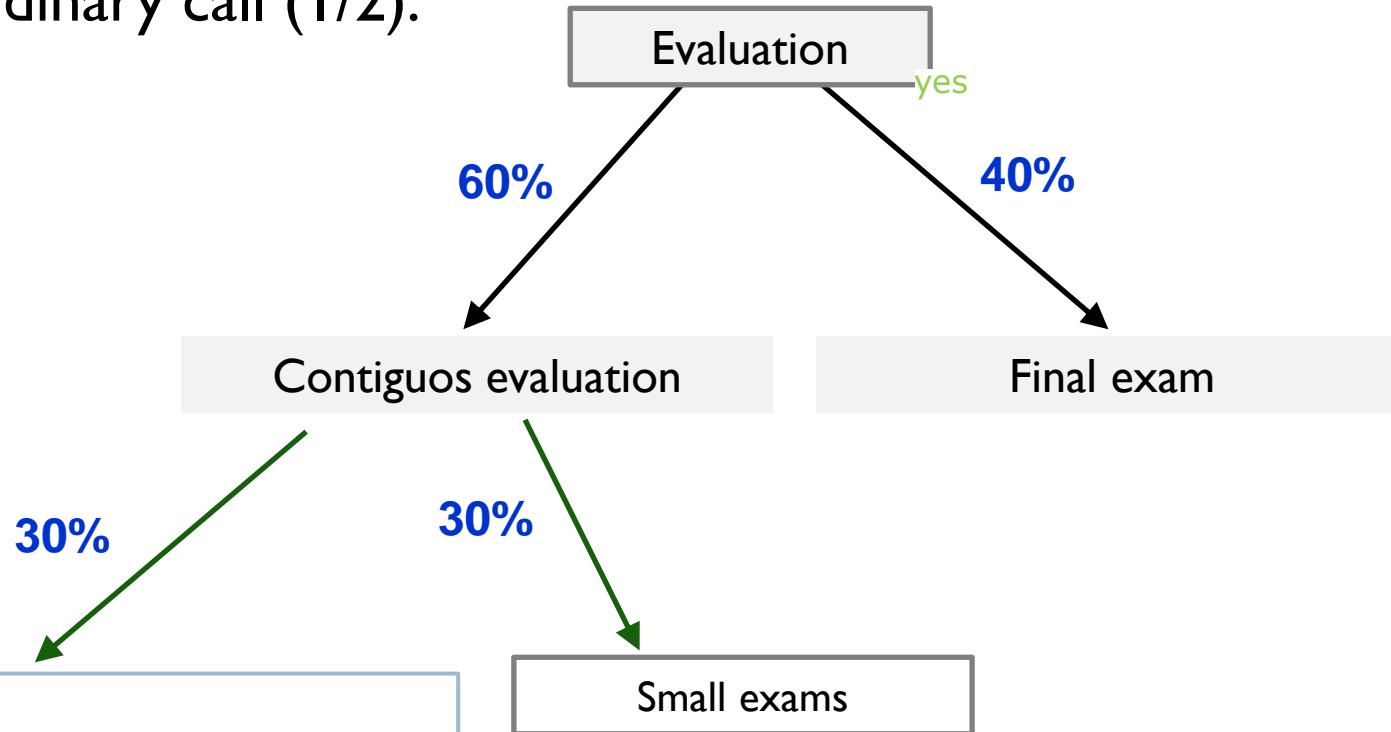 dinary call (1/2).
Evaluation
yes
60%
40%
Contiguos evaluation
Final exam
30%
30%
Small exams